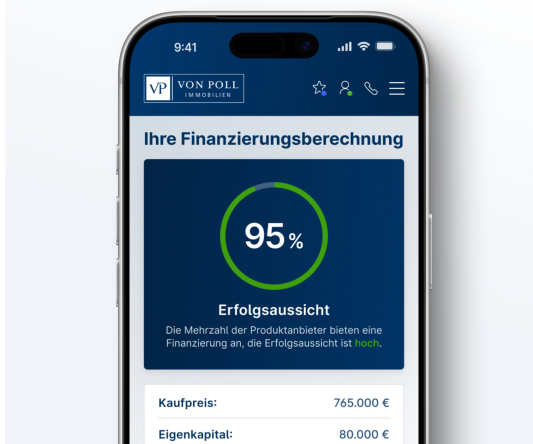 9:41
VP VON POLL
IMMOBILIEN
Ihre Finanzierungsberechnung
95%
Erfolgsaussicht
Die Mehrzahl der Produktanbieter bieten eine
Finanzierung an, die Erfolgsaussicht ist hoch.
Kaufpreis: 765.000 €
Eigenkapital: 80.000 €